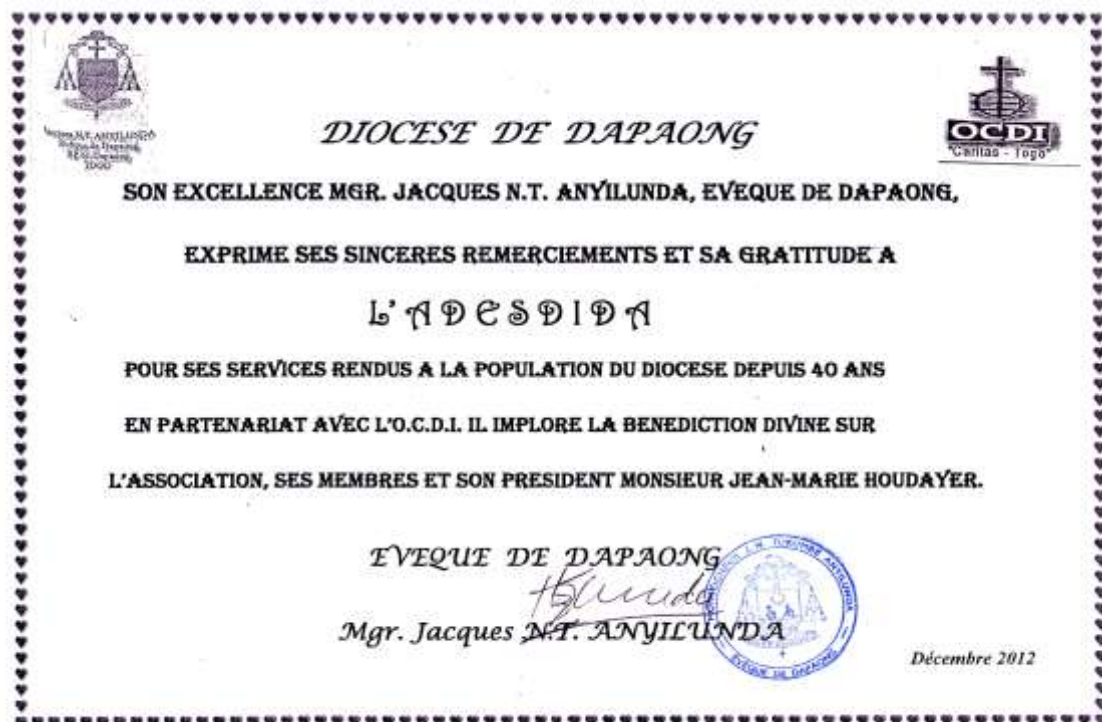 DIOCESE DE DAPAONG
OCDI
"Caritas - Togo"
SON EXCELLENCE MGR. JACQUES N.T. ANYILUNDA, EVEQUE DE DAPAONG,
EXPRIME SES SINCERES REMERCIEMENTS ET SA GRATITUDE A
L'ADESDIDA
POUR SES SERVICES RENDUS A LA POPULATION DU DIOCESE DEPUIS 40 ANS
EN PARTENARIAT AVEC L'O.C.D.I. IL IMPLORE LA BENEDICTION DIVINE SUR
L'ASSOCIATION, SES MEMBRES ET SON PRESIDENT MONSIEUR JEAN-MARIE HOUDAYER.
EVEQUE DE DAPAONG
Mgr. Jacques N.T. ANYILUNDA
EVEQUE DE DAPAONG
Décembre 2012